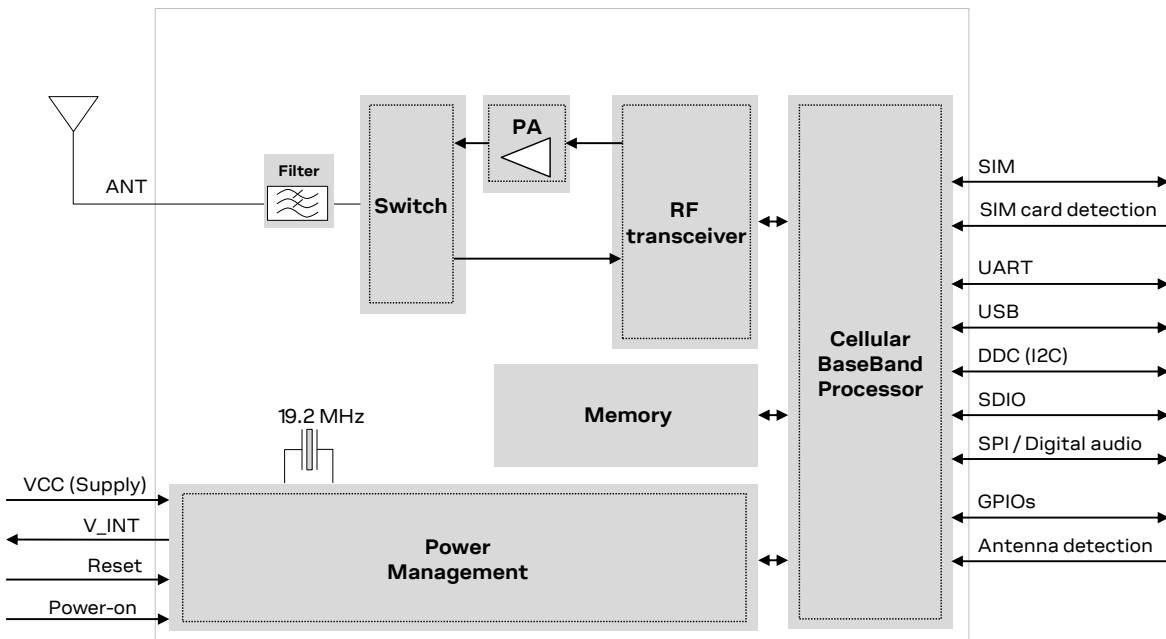 ANT
Filter
Switch
PA
RF
transceiver
Cellular
BaseBand
Processor
Memory
19.2 MHz
Power
Management
VCC (Supply)
V_INT
Reset
Power-on
SIM
SIM card detection
UART
USB
DDC (I2C)
SDIO
SPI / Digital audio
GPIOs
Antenna detection